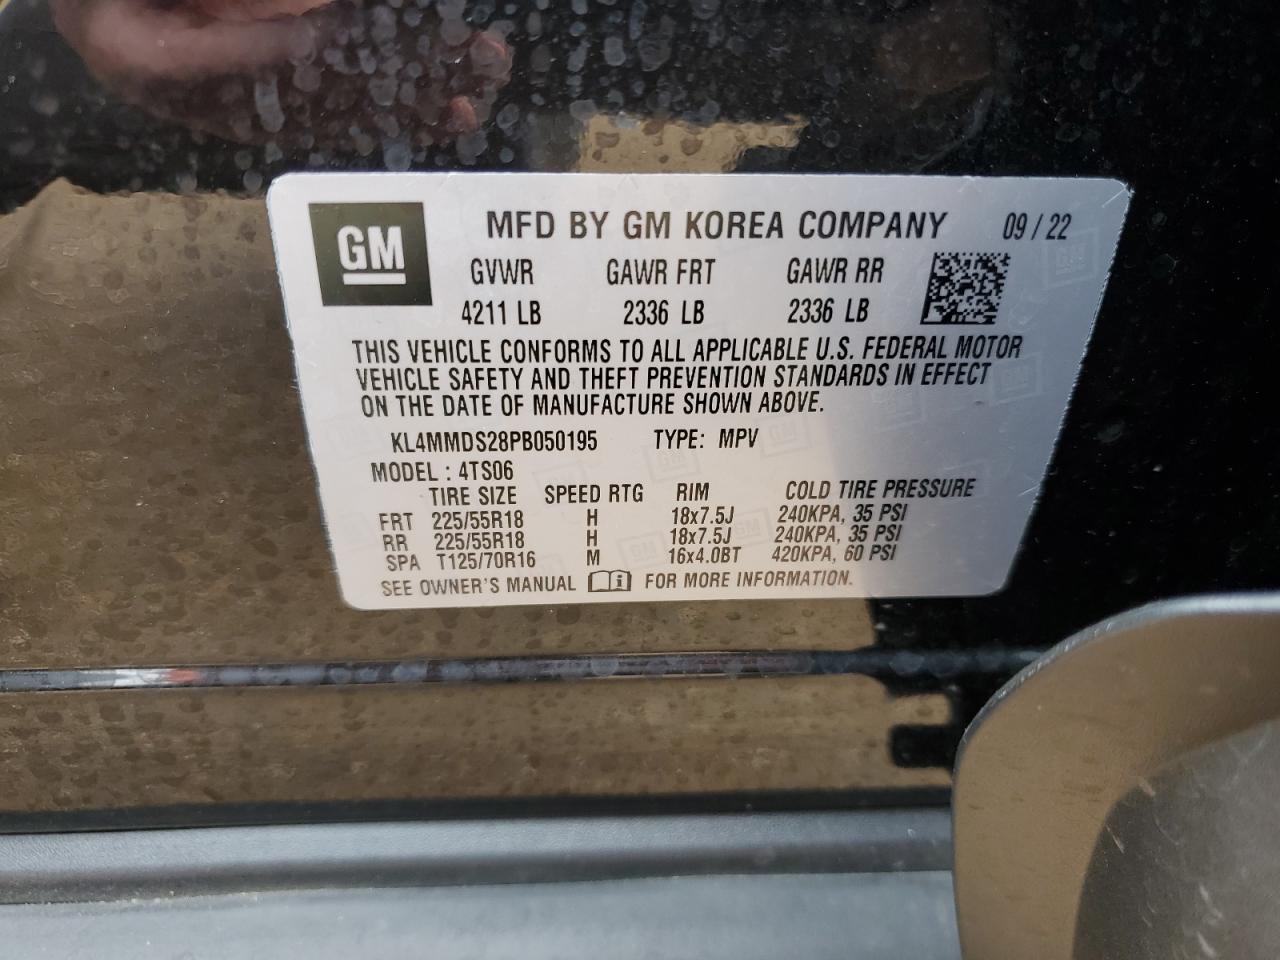 GM MFD BY GM KOREA COMPANY 09 / 22
GVWR GAWR FRT GAWR RR
4211 LB 2336 LB 2336 LB
THIS VEHICLE CONFORMS TO ALL APPLICABLE U.S. FEDERAL MOTOR
VEHICLE SAFETY AND THEFT PREVENTION STANDARDS IN EFFECT
ON THE DATE OF MANUFACTURE SHOWN ABOVE.
KL4MMDS28PB050195 TYPE: MPV
MODEL : 4TS06
TIRE SIZE SPEED RTG RIM COLD TIRE PRESSURE
FRT 225/55R18 H 18x7.5J 240KPA, 35 PSI
RR 225/55R18 H 18x7.5J 240KPA, 35 PSI
SPA T125/70R16 M 16x4.0BT 420KPA, 60 PSI
SEE OWNER'S MANUAL i FOR MORE INFORMATION.